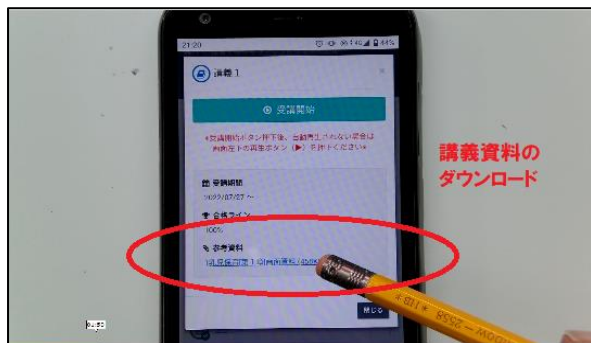 21:20
講義 1
受講開始
※受講開始ボタン押下後、自動再生されない場合は
画面左下の再生ボタン（▶）を押下ください※
受講期間
2022/07/07 ～
合格ライン
100%
参考資料
閉じる
講義資料の
ダウンロード